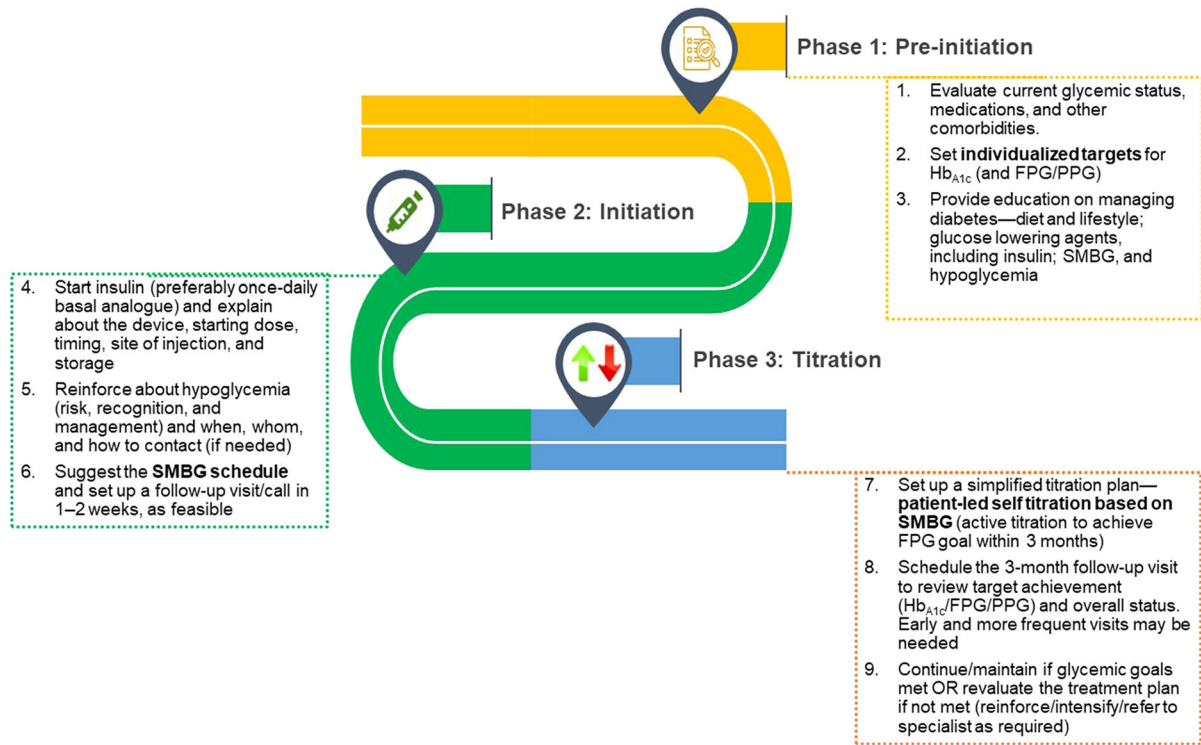 Phase 1: Pre-initiation
1. Evaluate current glycemic status,
medications, and other
comorbidities.
2. Set individualized targets for
HbA1c (and FPG/PPG)
3. Provide education on managing
diabetes—diet and lifestyle;
glucose lowering agents,
including insulin; SMBG, and
hypoglycemia
Phase 2: Initiation
4. Start insulin (preferably once-daily
basal analogue) and explain
about the device, starting dose,
timing, site of injection, and
storage
5. Reinforce about hypoglycemia
(risk, recognition, and
management) and when, whom,
and how to contact (if needed)
6. Suggest the SMBG schedule
and set up a follow-up visit/call in
1–2 weeks, as feasible
Phase 3: Titration
7. Set up a simplified titration plan—
patient-led self titration based on
SMBG (active titration to achieve
FPG goal within 3 months)
8. Schedule the 3-month follow-up visit
to review target achievement
(HbA1c/FPG/PPG) and overall status.
Early and more frequent visits may be
needed
9. Continue/maintain if glycemic goals
met OR revaluate the treatment plan
if not met (reinforce/intensify/refer to
specialist as required)